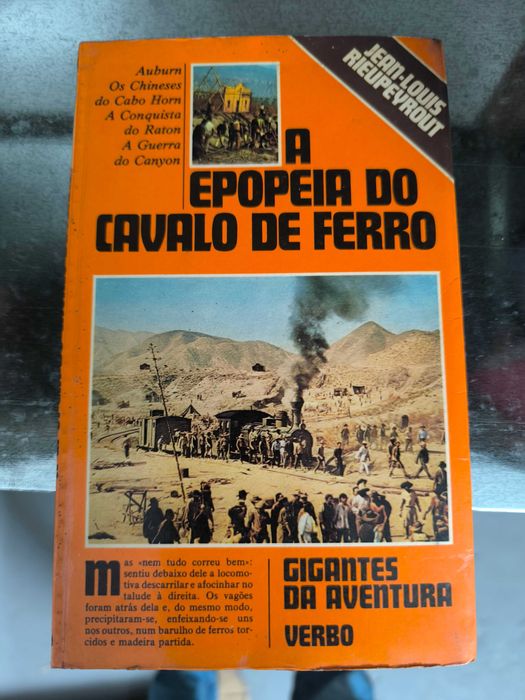 Auburn
Os Chineses
do Cabo Horn
A Conquista
do Raton
A Guerra
do Canyon
JEAN-LOUIS
RIEUPEYROUT
A
EPOPEIA DO
CAVALO DE FERRO
mas «nem tudo correu bem»:
sentiu debaixo dele a locomo-
tiva descarrilar e afocinhar no
talude à direita. Os vagões
foram atrás dela e, do mesmo modo,
precipitaram-se, enfeixando-se uns
nos outros, num barulho de ferros tor-
cidos e madeira partida.
GIGANTES
DA AVENTURA
VERBO